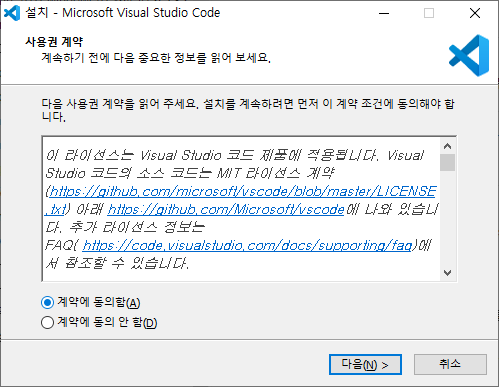 설치 - Microsoft Visual Studio Code
사용권 계약
계속하기 전에 다음 중요한 정보를 읽어 보세요.
다음 사용권 계약을 읽어 주세요. 설치를 계속하려면 먼저 이 계약 조건에 동의해야 합
니다.
이 라이선스는 Visual Studio 코드 제품에 적용됩니다. Visual
Studio 코드의 소스 코드는 MIT 라이선스 계약
(https://github.com/microsoft/vscode/blob/master/LICENSE
.txt) 아래 https://github.com/Microsoft/vscode에 나와 있습니
다. 추가 라이선스 정보는
FAQ( https://code.visualstudio.com/docs/supporting/faq)에
서 참조할 수 있습니다.
계약에 동의함(A)
계약에 동의 안 함(D)
다음(N) >
취소